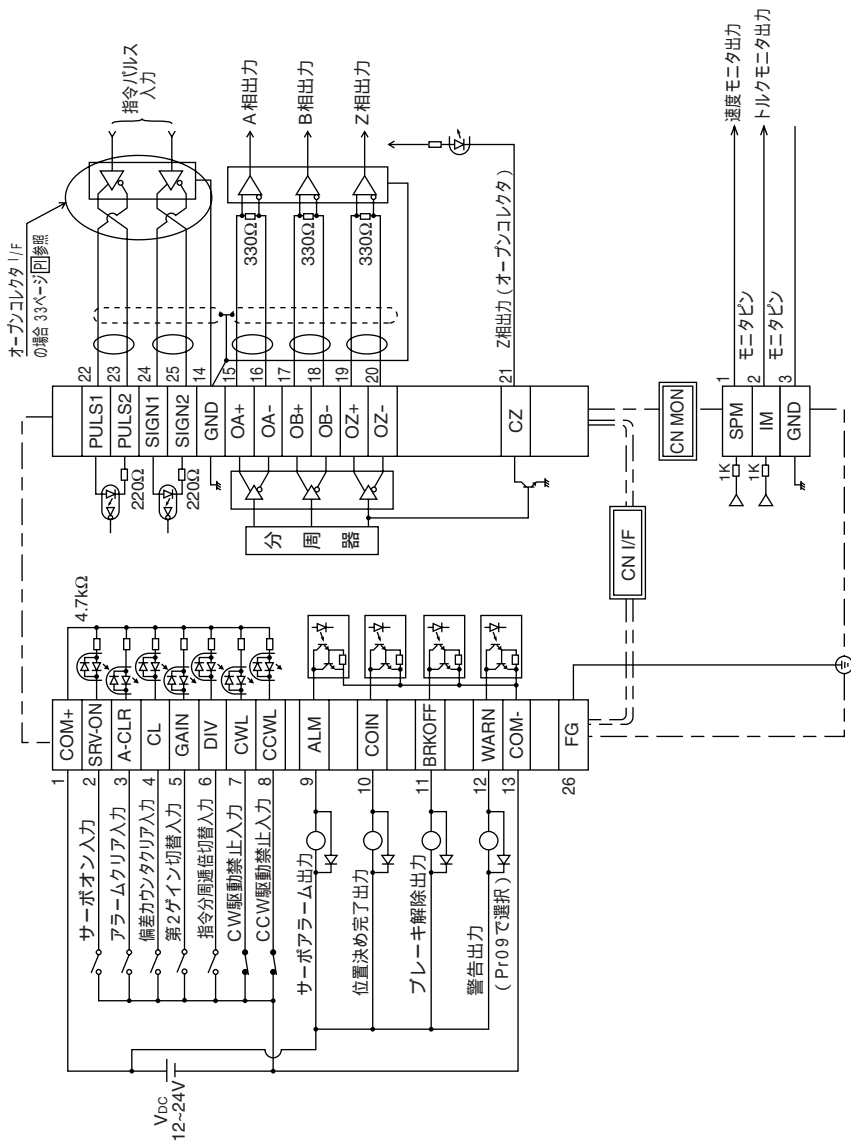 オープンコレクタ I/F
の場合 33ページPI参照
指令パルス
入力
A相出力
B相出力
Z相出力
330Ω
330Ω
330Ω
Z相出力(オープンコレクタ)
速度モニタ出力
トルクモニタ出力
モニタピン
モニタピン
22
23
24
25
14
15
16
17
18
19
20
21
1
2
3
PULS1
PULS2
SIGN1
SIGN2
GND
OA+
OA-
OB+
OB-
OZ+
OZ-
CZ
SPM
IM
GND
220Ω
220Ω
1K
1K
分周器
CN MON
CN I/F
4.7kΩ
COM+
SRV-ON
A-CLR
CL
GAIN
DIV
CWL
CCWL
ALM
COIN
BRKOFF
WARN
COM-
FG
1
2
3
4
5
6
7
8
9
10
11
12
13
26
サーボオン入力
アラームクリア入力
偏差カウンタクリア入力
第2ゲイン切替入力
指令分周逓倍切替入力
CW駆動禁止入力
CCW駆動禁止入力
サーボアラーム出力
位置決め完了出力
ブレーキ解除出力
警告出力
(Pr09で選択)
VDC
12~24V